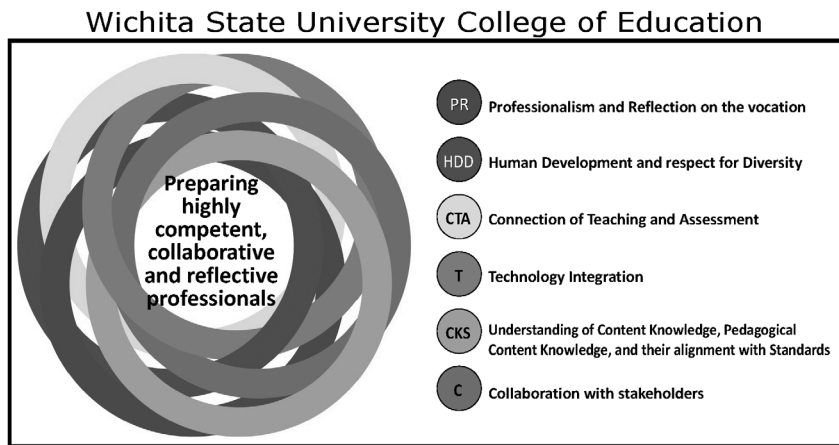 Wichita State University College of Education
Preparing
highly
competent,
collaborative
and reflective
professionals
PR Professionalism and Reflection on the vocation
HDD Human Development and respect for Diversity
CTA Connection of Teaching and Assessment
T Technology Integration
CKS Understanding of Content Knowledge, Pedagogical
Content Knowledge, and their alignment with Standards
C Collaboration with stakeholders